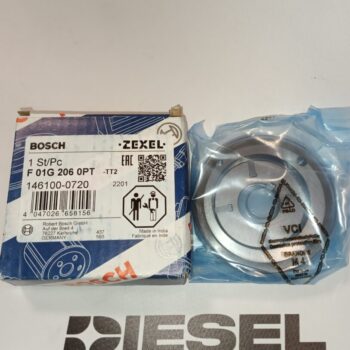 BOSCH
ZEXEL
1 St/Pc
F 01G 206 0PT -TT2
EAC
146100-0720
2201
4 047026 658156
Robert Bosch GmbH
Auf der Breit 4
76227 Karlsruhe
GERMANY
Made in India
Fabriqué en Inde
VCI
DIESEL